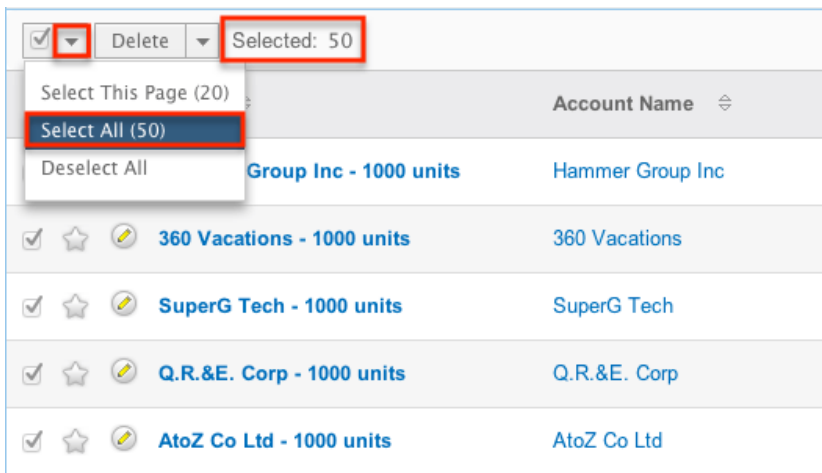 Delete Selected: 50
Select This Page (20)
Select All (50)
Deselect All
Account Name
Group Inc - 1000 units Hammer Group Inc
360 Vacations - 1000 units 360 Vacations
SuperG Tech - 1000 units SuperG Tech
Q.R.&E. Corp - 1000 units Q.R.&E. Corp
AtoZ Co Ltd - 1000 units AtoZ Co Ltd